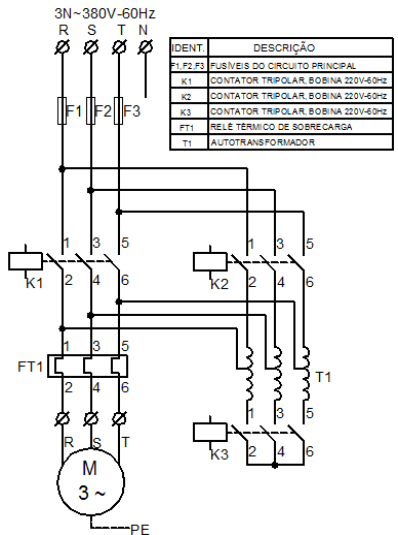 3N~380V-60Hz
R S T N
IDENT. DESCRIÇÃO
F1,F2,F3 FUSÍVEIS DO CIRCUITO PRINCIPAL
K1 CONTATOR TRIPOLAR, BOBINA 220V-60Hz
K2 CONTATOR TRIPOLAR, BOBINA 220V-60Hz
K3 CONTATOR TRIPOLAR, BOBINA 220V-60Hz
FT1 RELÉ TÉRMICO DE SOBRECARGA
T1 AUTOTRANSFORMADOR
F1 F2 F3
1 3 5 1 3 5
K1 2 4 6 K2 2 4 6
1 3 5
FT1 T1
2 4 6 1 3 5
R S T
K3 2 4 6
M
3 ~
PE